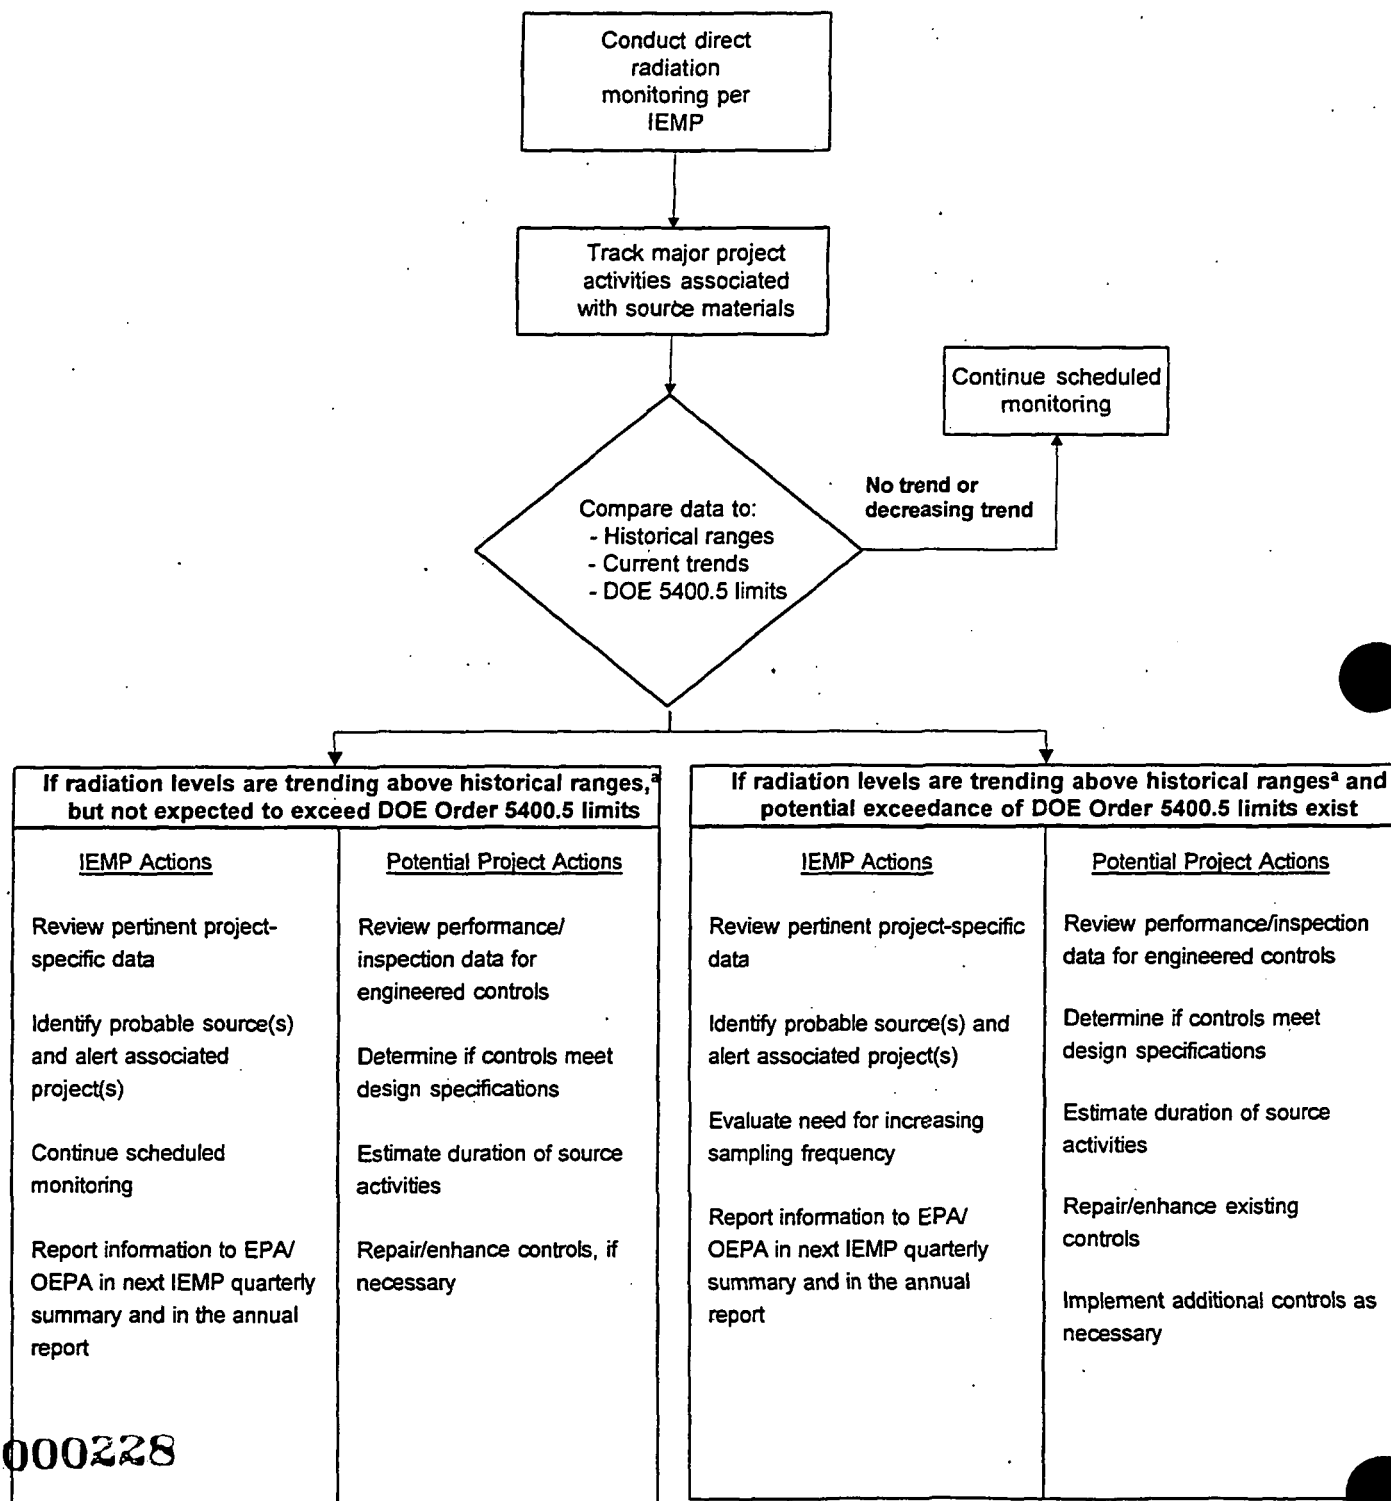 Conduct direct
radiation
monitoring per
IEMP
Track major project
activities associated
with source materials
Continue scheduled
monitoring
No trend or
decreasing trend
Compare data to:
- Historical ranges
- Current trends
- DOE 5400.5 limits
If radiation levels are trending above historical ranges,ª
but not expected to exceed DOE Order 5400.5 limits
IEMP Actions
Review pertinent project-
specific data
Identify probable source(s)
and alert associated
project(s)
Continue scheduled
monitoring
Report information to EPA/
OEPA in next IEMP quarterly
summary and in the annual
report
Potential Project Actions
Review performance/
inspection data for
engineered controls
Determine if controls meet
design specifications
Estimate duration of source
activities
Repair/enhance controls, if
necessary
If radiation levels are trending above historical rangesª and
potential exceedance of DOE Order 5400.5 limits exist
IEMP Actions
Review pertinent project-specific
data
Identify probable source(s) and
alert associated project(s)
Evaluate need for increasing
sampling frequency
Report information to EPA/
OEPA in next IEMP quarterly
summary and in the annual
report
Potential Project Actions
Review performance/inspection
data for engineered controls
Determine if controls meet
design specifications
Estimate duration of source
activities
Repair/enhance existing
controls
Implement additional controls as
necessary
000228